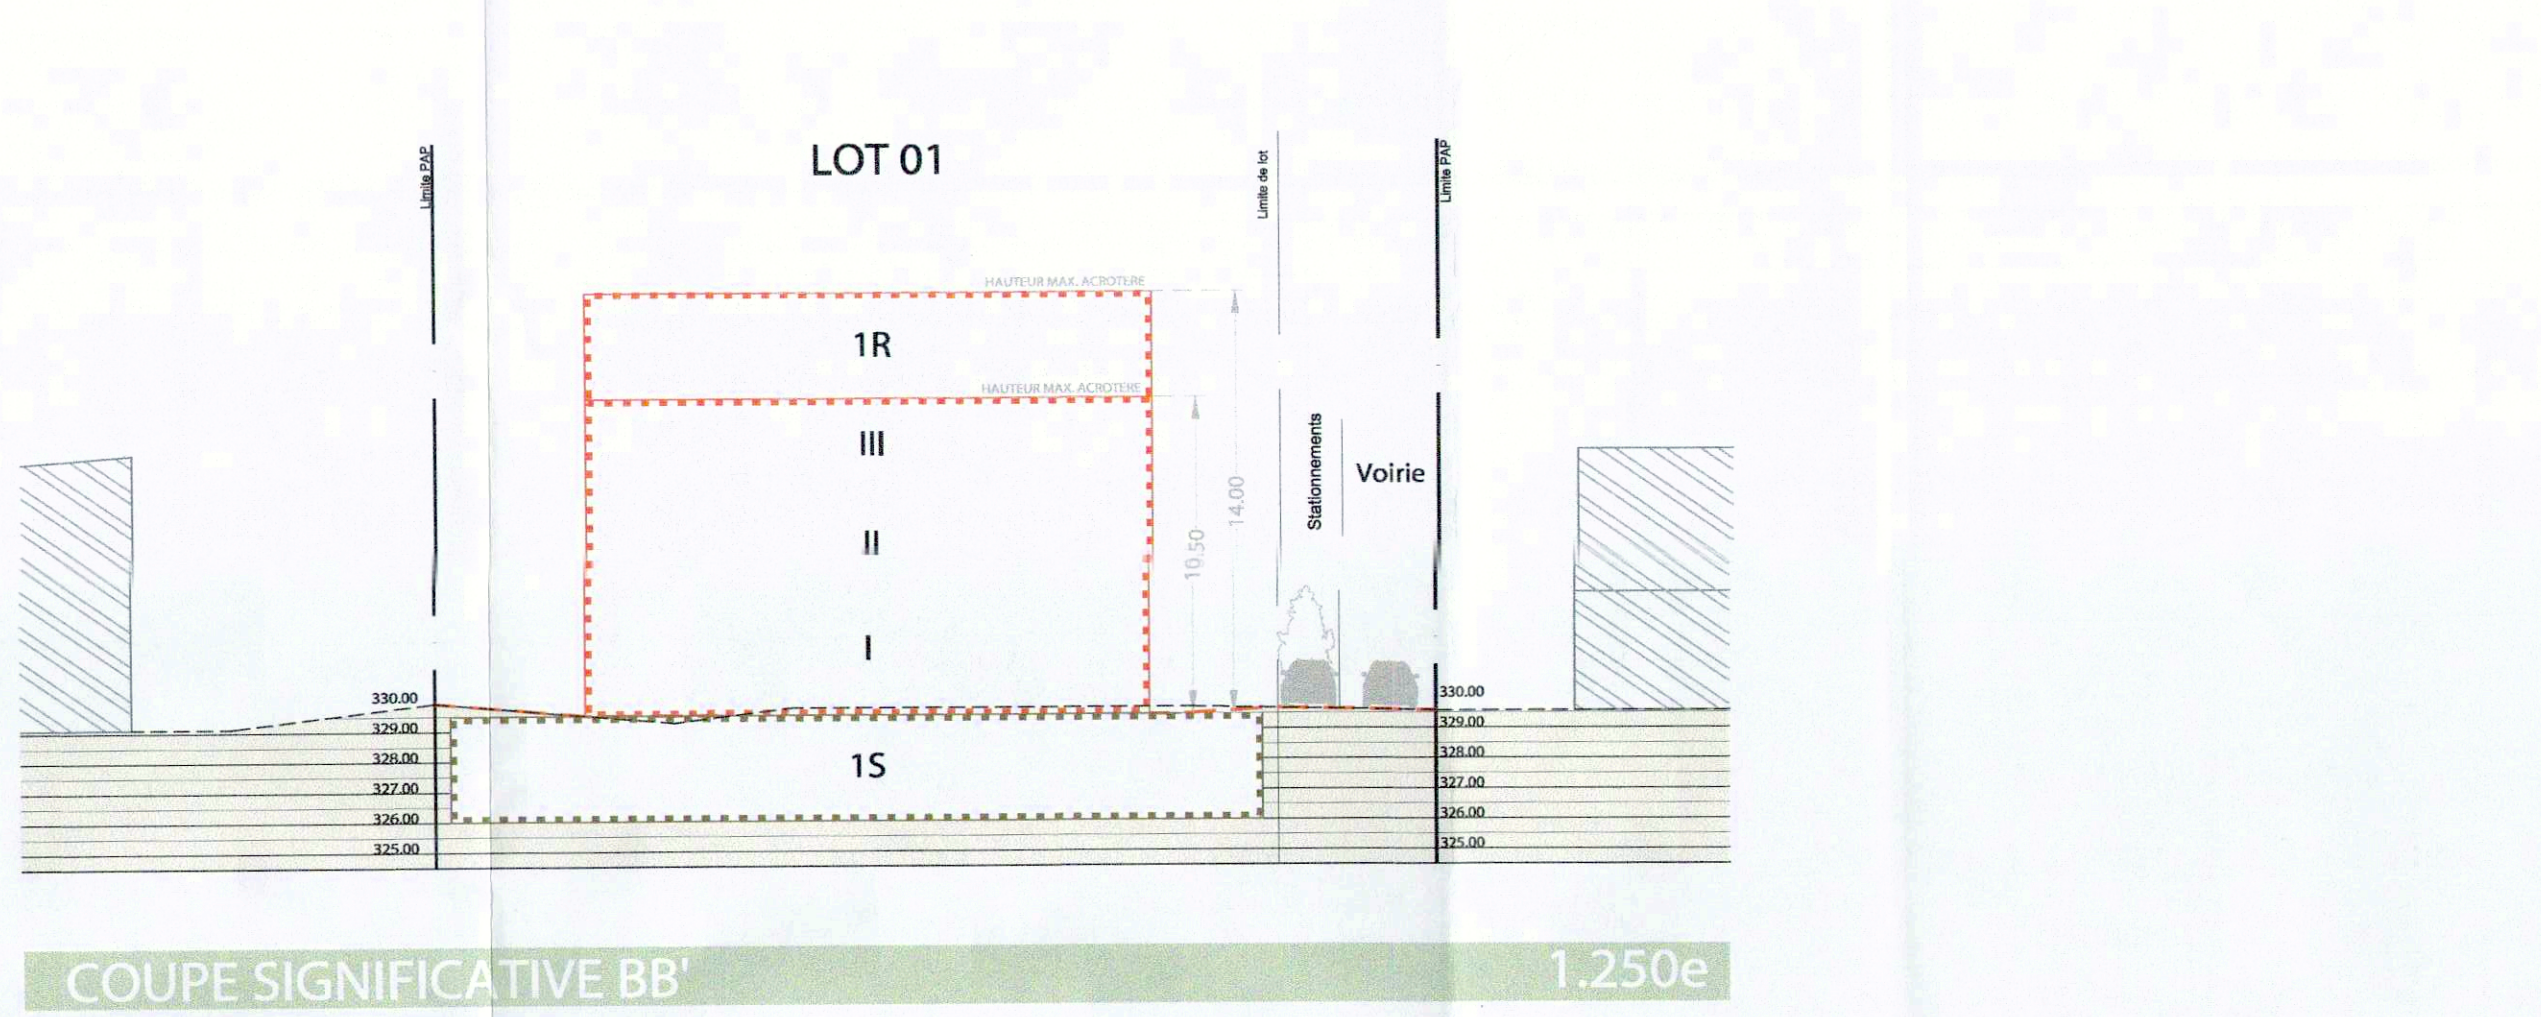 LOT 01
Limite PAP
Limite de lot
Limite PAP
HAUTEUR MAX. ACROTERE
1R
HAUTEUR MAX. ACROTERE
III
Stationnements
Voirie
14.00
II
10.50
I
330.00
330.00
329.00
329.00
328.00
328.00
1S
327.00
327.00
326.00
326.00
325.00
325.00
COUPE SIGNIFICATIVE BB'
1.250e